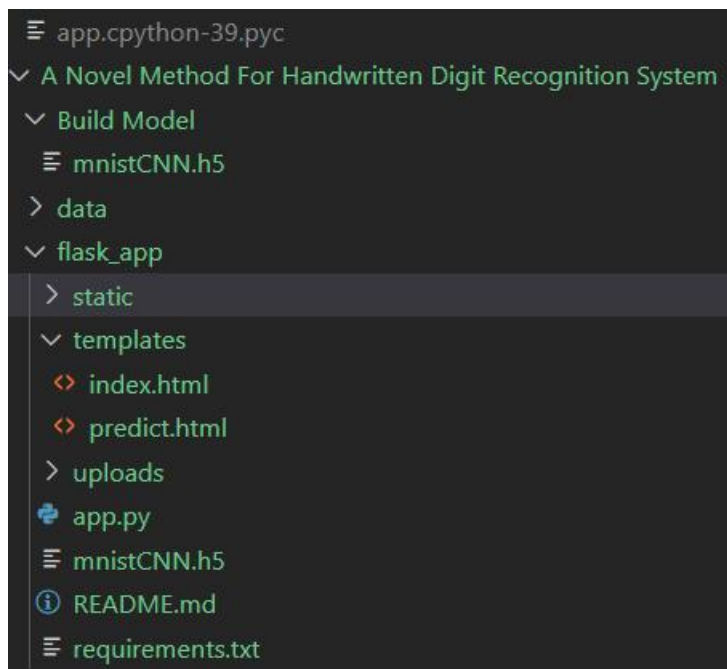 app.cpython-39.pyc
A Novel Method For Handwritten Digit Recognition System
Build Model
mnistCNN.h5
data
flask_app
static
templates
index.html
predict.html
uploads
app.py
mnistCNN.h5
README.md
requirements.txt